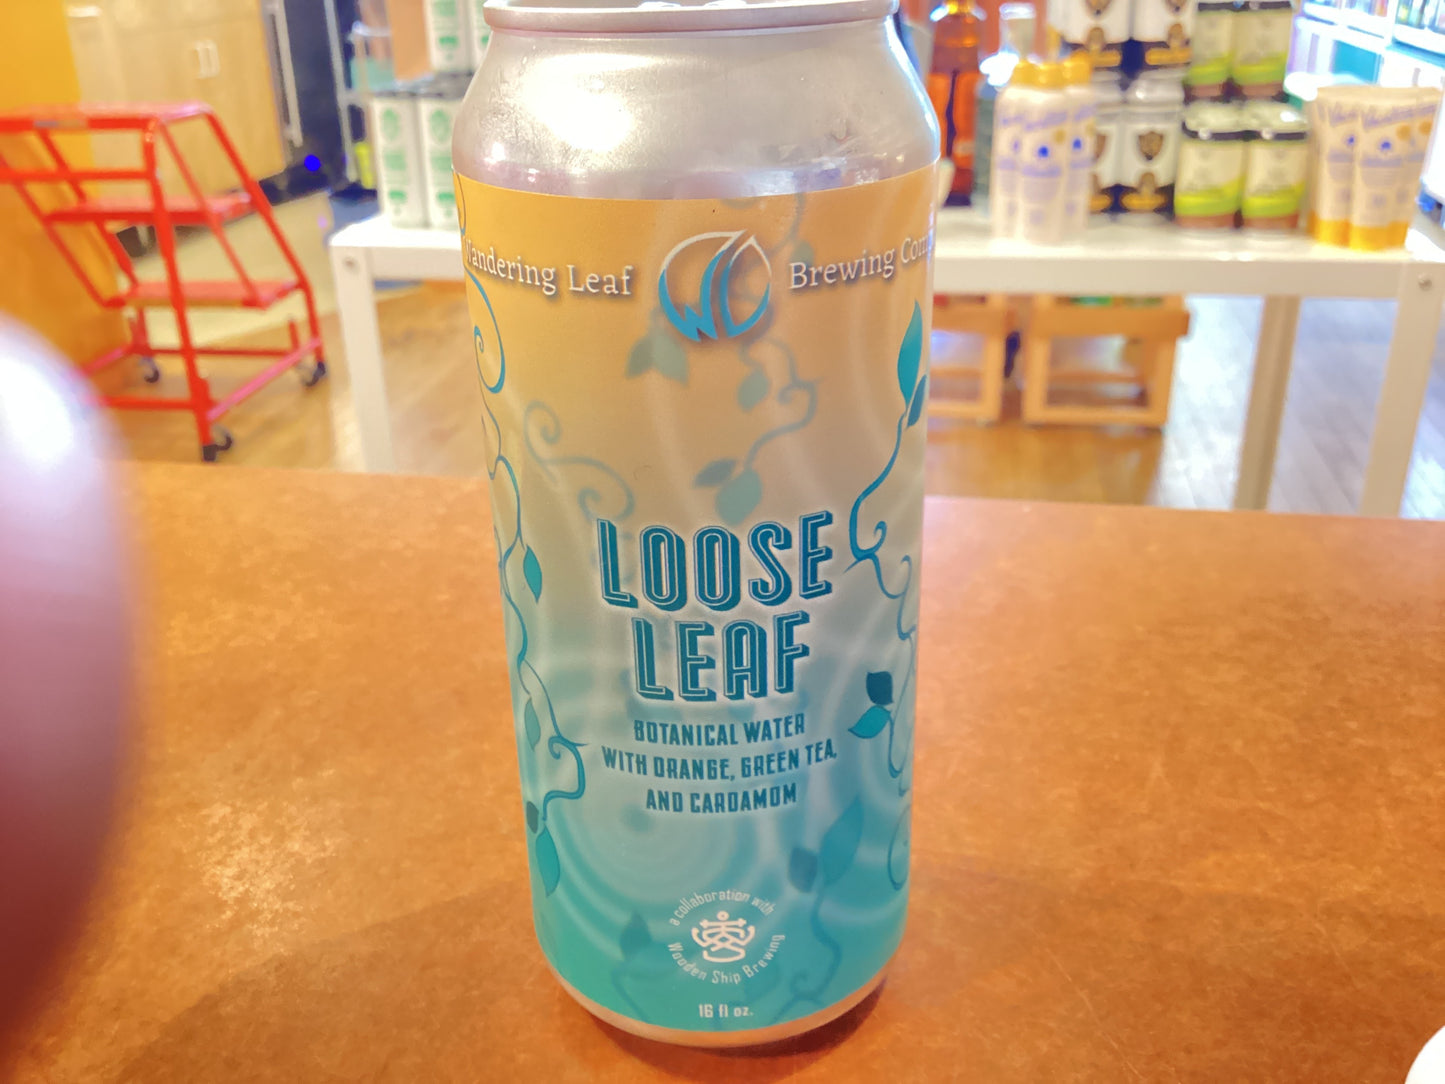 Wandering Leaf
Brewing Com
LOOSE
LEAF
BOTANICAL WATER
WITH ORANGE, GREEN TEA,
AND CARDAMOM
a collaboration with
Wooden Ship Brewing
16 fl oz.